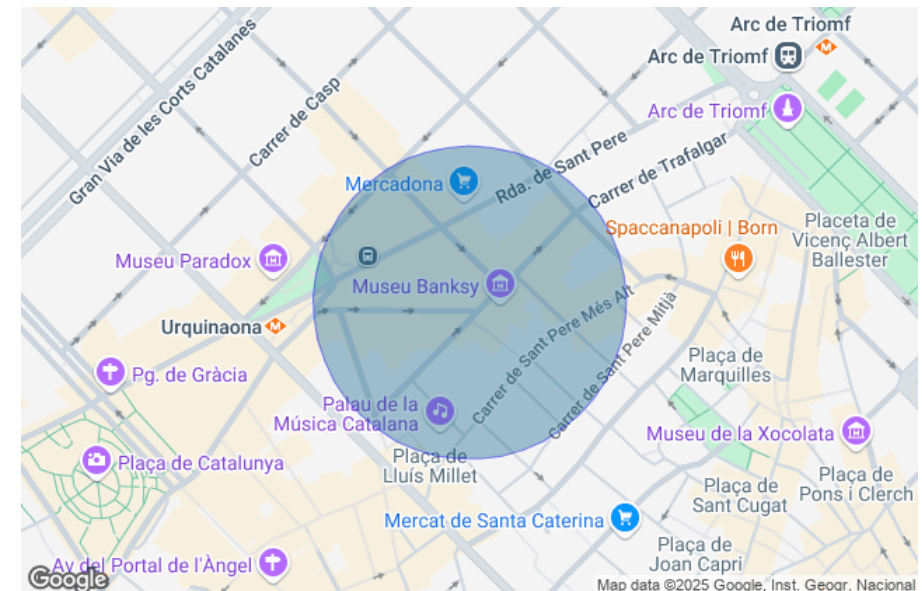 Arc de Triomf
Arc de Triomf
Gran Via de les Corts Catalanes
Carrer de Casp
Arc de Triomf
Rda. de Sant Pere
Carrer de Trafalgar
Mercadona
Placeta de
Vicenç Albert
Ballester
Spaccanapoli | Born
Museu Paradox
Museu Banksy
Carrer de Sant Pere Més Alt
Carrer de Sant Pere Mitjà
Urquinaona
Plaça de
Marquilles
Pg. de Gràcia
Palau de la
Música Catalana
Museu de la Xocolata
Plaça de Catalunya
Plaça de
Lluís Millet
Plaça de
Sant Cugat
Plaça de
Pons i Clerch
Mercat de Santa Caterina
Plaça de
Joan Capri
Av del Portal de l'Àngel
Google
Map data ©2025 Google, Inst. Geogr. Nacional